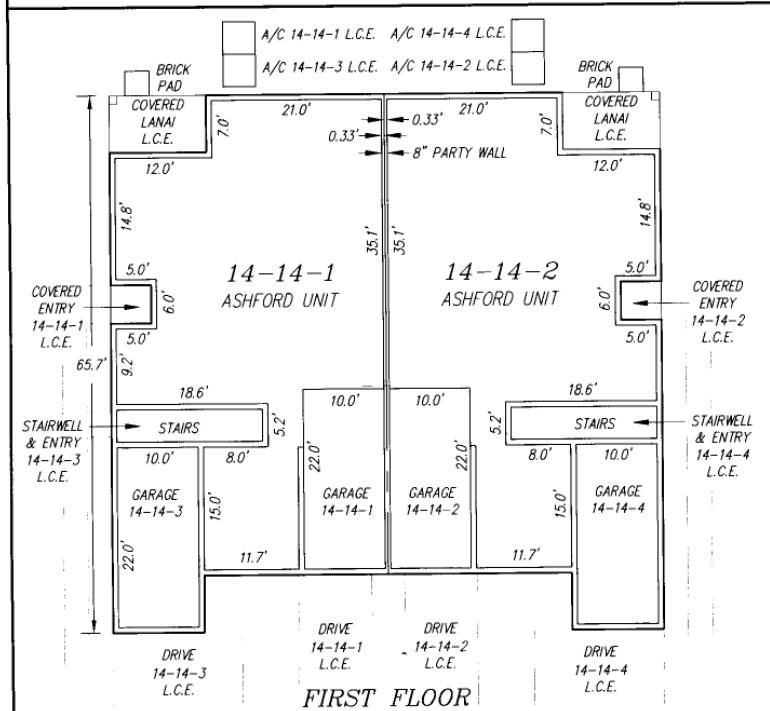 A/C 14-14-1 L.C.E. A/C 14-14-4 L.C.E.
A/C 14-14-3 L.C.E. A/C 14-14-2 L.C.E.
BRICK
PAD
BRICK
PAD
COVERED
LANAI
L.C.E.
COVERED
LANAI
L.C.E.
21.0' 21.0'
7.0' 7.0'
0.33'
0.33'
8" PARTY WALL
12.0' 12.0'
14.8' 14.8'
35.1' 35.1'
14-14-1
ASHFORD UNIT
14-14-2
ASHFORD UNIT
5.0' 5.0'
6.0' 6.0'
5.0' 5.0'
COVERED
ENTRY
14-14-1
L.C.E.
COVERED
ENTRY
14-14-2
L.C.E.
65.7'
9.2'
18.6' 18.6'
10.0' 10.0'
STAIRWELL
& ENTRY
14-14-3
L.C.E.
STAIRS
5.2' 5.2'
STAIRS
STAIRWELL
& ENTRY
14-14-4
L.C.E.
10.0' 8.0' 8.0' 10.0'
22.0' 22.0'
GARAGE
14-14-3
15.0'
GARAGE
14-14-1
GARAGE
14-14-2
15.0'
GARAGE
14-14-4
22.0'
11.7' 11.7'
DRIVE
14-14-3
L.C.E.
DRIVE
14-14-1
L.C.E.
DRIVE
14-14-2
L.C.E.
DRIVE
14-14-4
L.C.E.
FIRST FLOOR